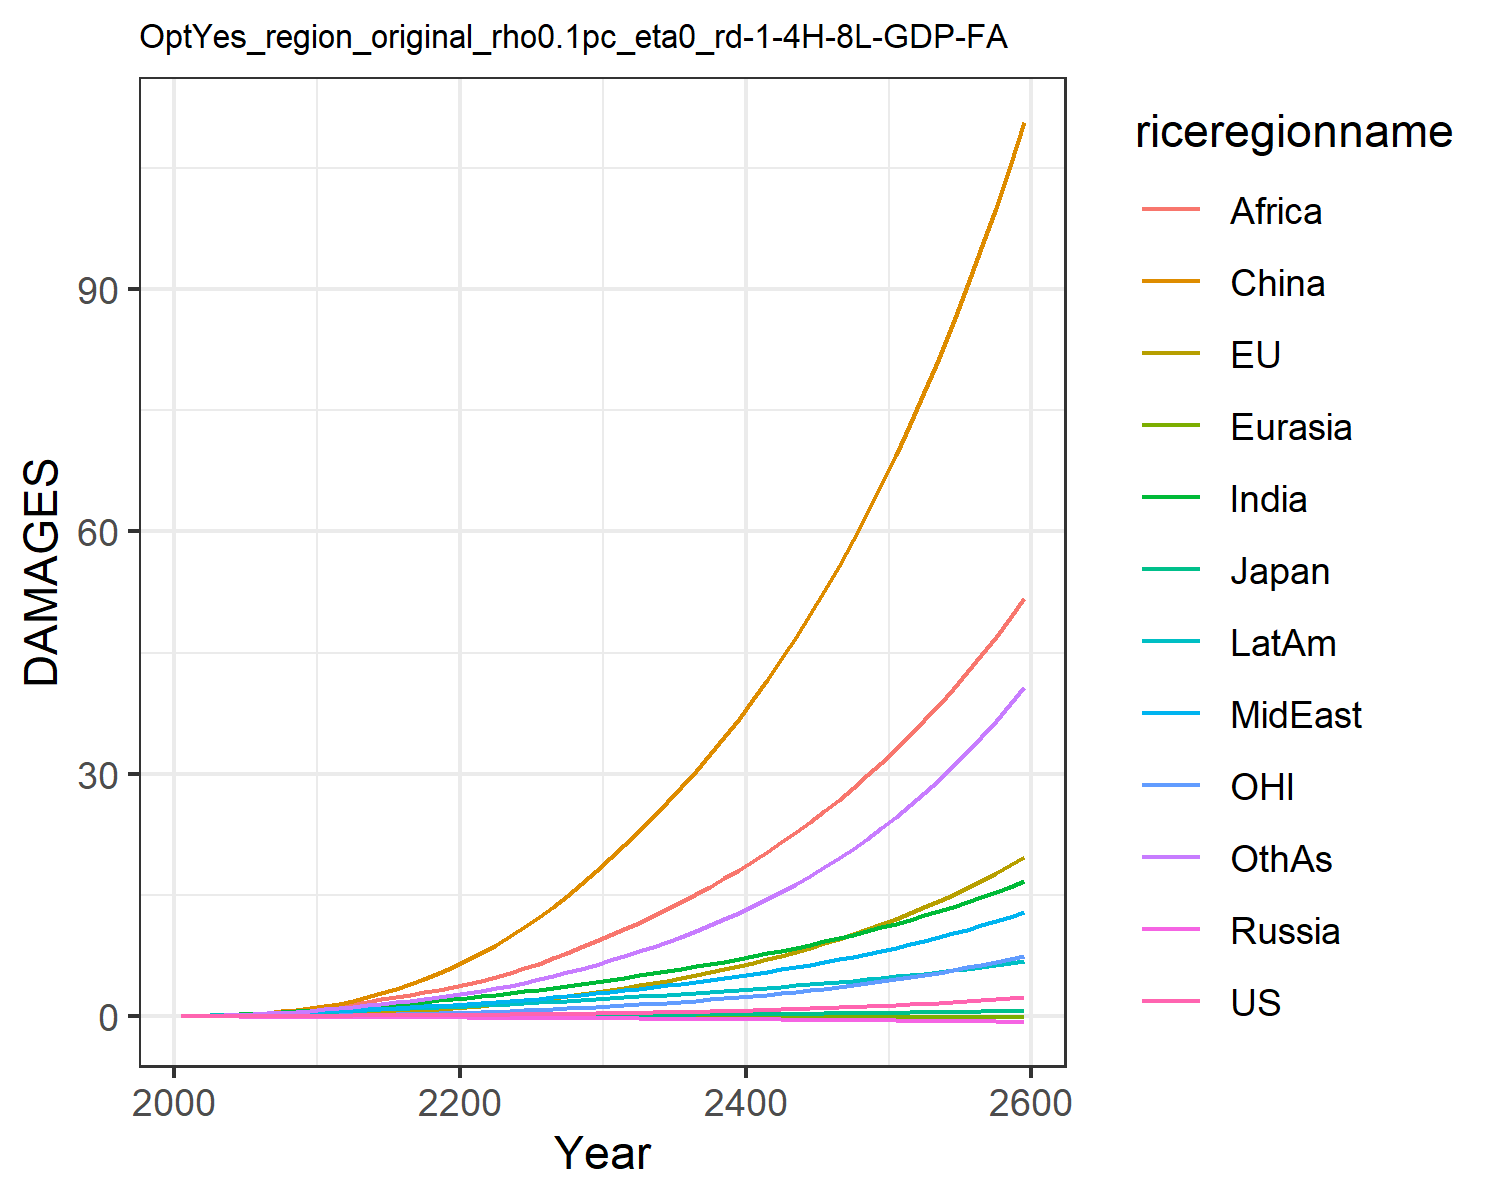 OptYes_region_original_rho0.1pc_eta0_rd-1-4H-8L-GDP-FA
DAMAGES
90
60
30
0
2000 2200 2400 2600
Year
riceregionname
Africa
China
EU
Eurasia
India
Japan
LatAm
MidEast
OHI
OthAs
Russia
US